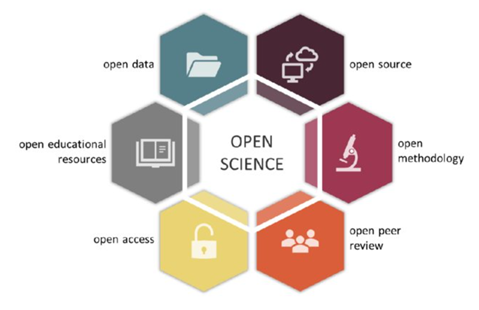 open data
open source
open educational
resources
OPEN
SCIENCE
open
methodology
open access
open peer
review